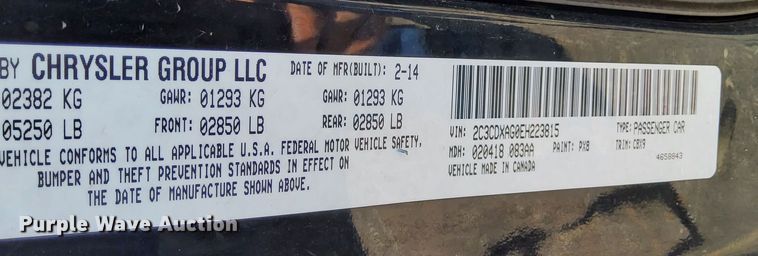 BY CHRYSLER GROUP LLC DATE OF MFR(BUILT): 2-14
02382 KG GAWR: 01293 KG GAWR: 01293 KG
05250 LB FRONT: 02850 LB REAR: 02850 LB
VEHICLE CONFORMS TO ALL APPLICABLE U.S.A. FEDERAL MOTOR VEHICLE SAFETY,
BUMPER AND THEFT PREVENTION STANDARDS IN EFFECT ON
THE DATE OF MANUFACTURE SHOWN ABOVE.
VIN: 2C3CDXAG0EH223815 TYPE: PASSENGER CAR
MDH: 020418 083AA PAINT: PX8 TRIM: CBX9
VEHICLE MADE IN CANADA 4658843
Purple Wave Auction